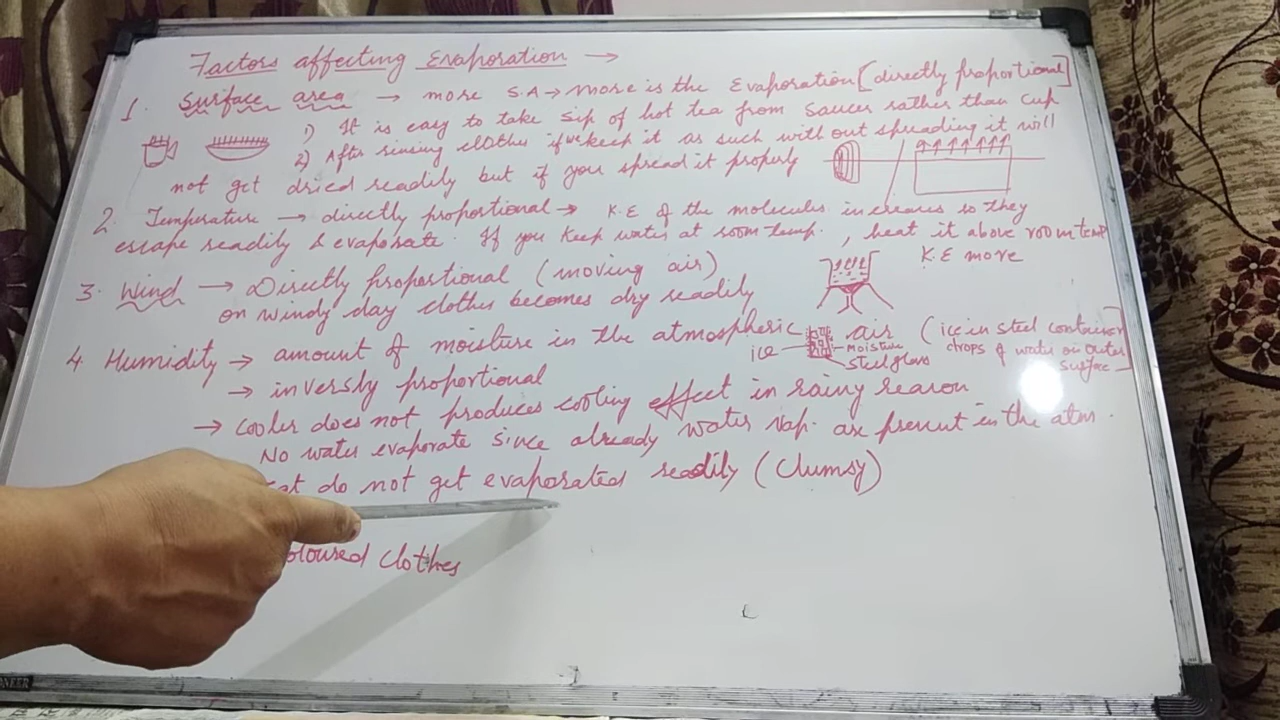 Factors affecting Evaporation →
1. Surface area → more S.A → more is the Evaporation [directly proportional]
1) It is easy to take sip of hot tea from saucer rather than cup
2) After rinsing clothes if we keep it as such with out spreading it will
not get dried readily but if you spread it properly
2. Temperature → directly proportional → K.E of the molecules increases so they
escape readily & evaporate. If you keep water at room temp. , heat it above room temp
K.E more
3. Wind → Directly proportional (moving air)
on windy day clothes becomes dry readily
4. Humidity → amount of moisture in the atmospheric air (ice in steel container
ice moisture drops of water on outer
steel glass surface
→ inversly proportional
→ cooler does not produces cooling effect in rainy season
No water evaporate since already water vap. are present in the atm.
do not get evaporated readily (Clumsy)
oloured clothes